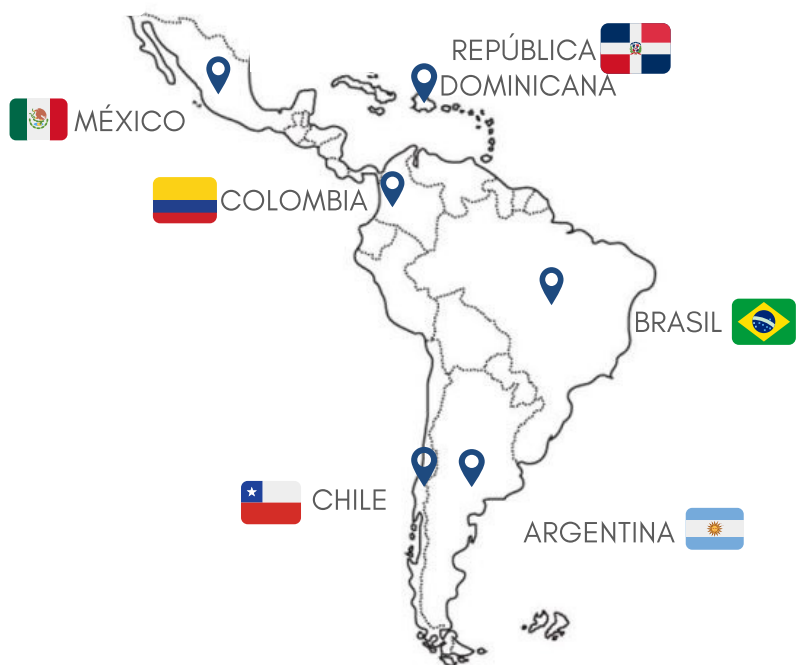 REPÚBLICA
DOMINICANA
MÉXICO
COLOMBIA
BRASIL
CHILE
ARGENTINA